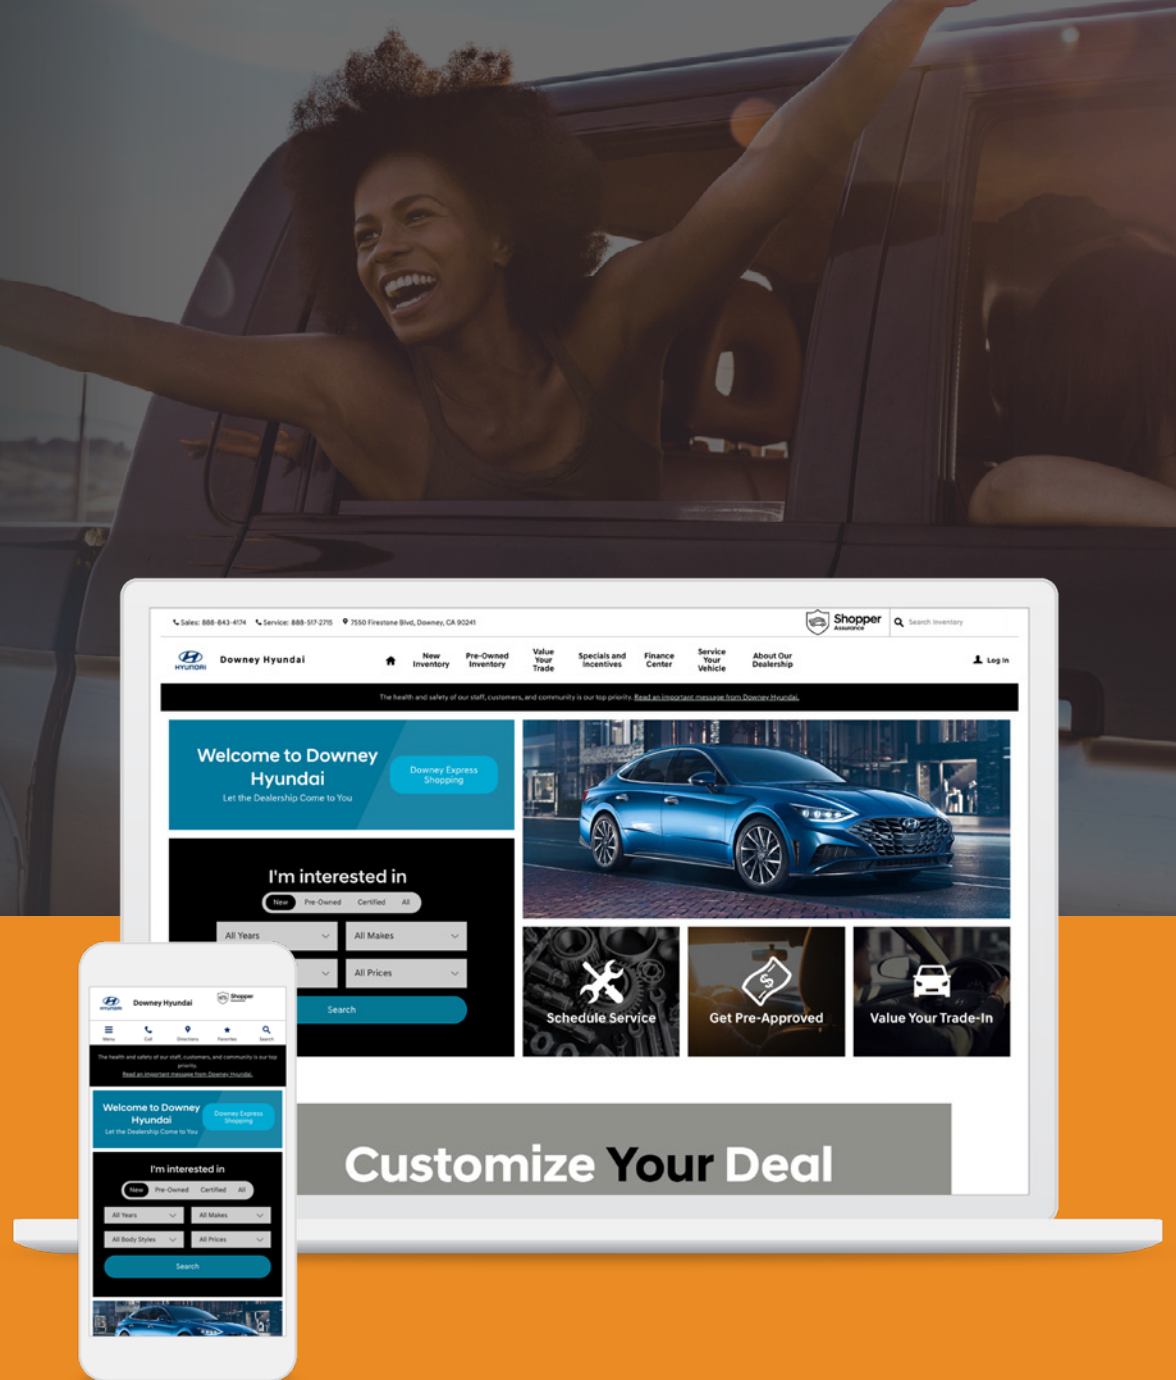 Sales: 888-843-4174 Service: 888-517-2715 7550 Firestone Blvd, Downey, CA 90241
Shopper
Assurance
Search Inventory
HYUNDAI
Downey Hyundai
New
Inventory
Pre-Owned
Inventory
Value
Your
Trade
Specials and
Incentives
Finance
Center
Service
Your
Vehicle
About Our
Dealership
Log In
The health and safety of our staff, customers, and community is our top priority. Read an important message from Downey Hyundai.
Welcome to Downey
Hyundai
Let the Dealership Come to You
Downey Express
Shopping
I'm interested in
New Pre-Owned Certified All
All Years All Makes
All Prices
Search
Schedule Service
Get Pre-Approved
Value Your Trade-In
Customize Your Deal
HYUNDAI
Downey Hyundai
Shopper
Assurance
Menu Call Directions Favorites Search
The health and safety of our staff, customers, and community is our top
priority.
Read an important message from Downey Hyundai.
Welcome to Downey
Hyundai
Let the Dealership Come to You
Downey Express
Shopping
I'm interested in
New Pre-Owned Certified All
All Years All Makes
All Body Styles All Prices
Search